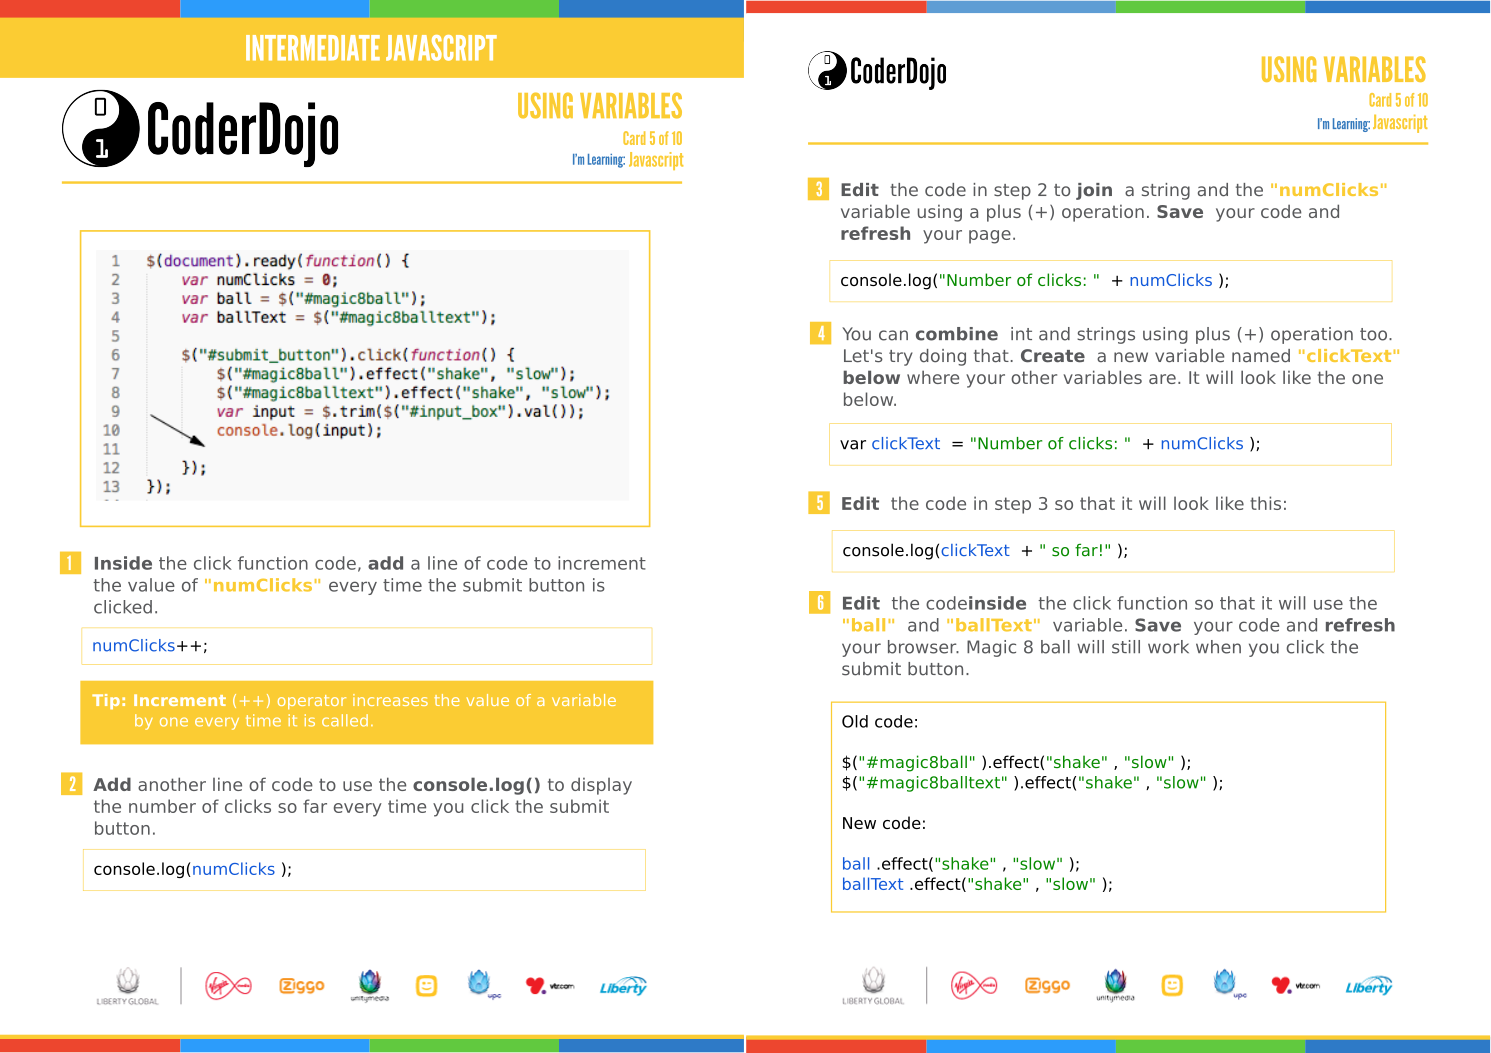 INTERMEDIATE JAVASCRIPT
CoderDojo
USING VARIABLES
Card 5 of 10
I'm Learning: Javascript
1 $(document).ready(function() {
2 var numClicks = 0;
3 var ball = $("#magic8ball");
4 var ballText = $("#magic8balltext");
5
6 $("#submit_button").click(function() {
7 $("#magic8ball").effect("shake", "slow");
8 $("#magic8balltext").effect("shake", "slow");
9 var input = $.trim($("#input_box").val());
10 console.log(input);
11
12 });
13 });
1 Inside the click function code, add a line of code to increment
the value of "numClicks" every time the submit button is
clicked.
numClicks++;
Tip: Increment (++) operator increases the value of a variable
by one every time it is called.
2 Add another line of code to use the console.log() to display
the number of clicks so far every time you click the submit
button.
console.log(numClicks );
LIBERTY GLOBAL
Virgin media
Ziggo
unitymedia
upc
vtr.com
Liberty
CoderDojo
USING VARIABLES
Card 5 of 10
I'm Learning: Javascript
3 Edit the code in step 2 to join a string and the "numClicks"
variable using a plus (+) operation. Save your code and
refresh your page.
console.log("Number of clicks: " + numClicks );
4 You can combine int and strings using plus (+) operation too.
Let's try doing that. Create a new variable named "clickText"
below where your other variables are. It will look like the one
below.
var clickText = "Number of clicks: " + numClicks );
5 Edit the code in step 3 so that it will look like this:
console.log(clickText + " so far!" );
6 Edit the codeinside the click function so that it will use the
"ball" and "ballText" variable. Save your code and refresh
your browser. Magic 8 ball will still work when you click the
submit button.
Old code:
$("#magic8ball" ).effect("shake" , "slow" );
$("#magic8balltext" ).effect("shake" , "slow" );
New code:
ball .effect("shake" , "slow" );
ballText .effect("shake" , "slow" );
LIBERTY GLOBAL
Virgin media
Ziggo
unitymedia
upc
vtr.com
Liberty